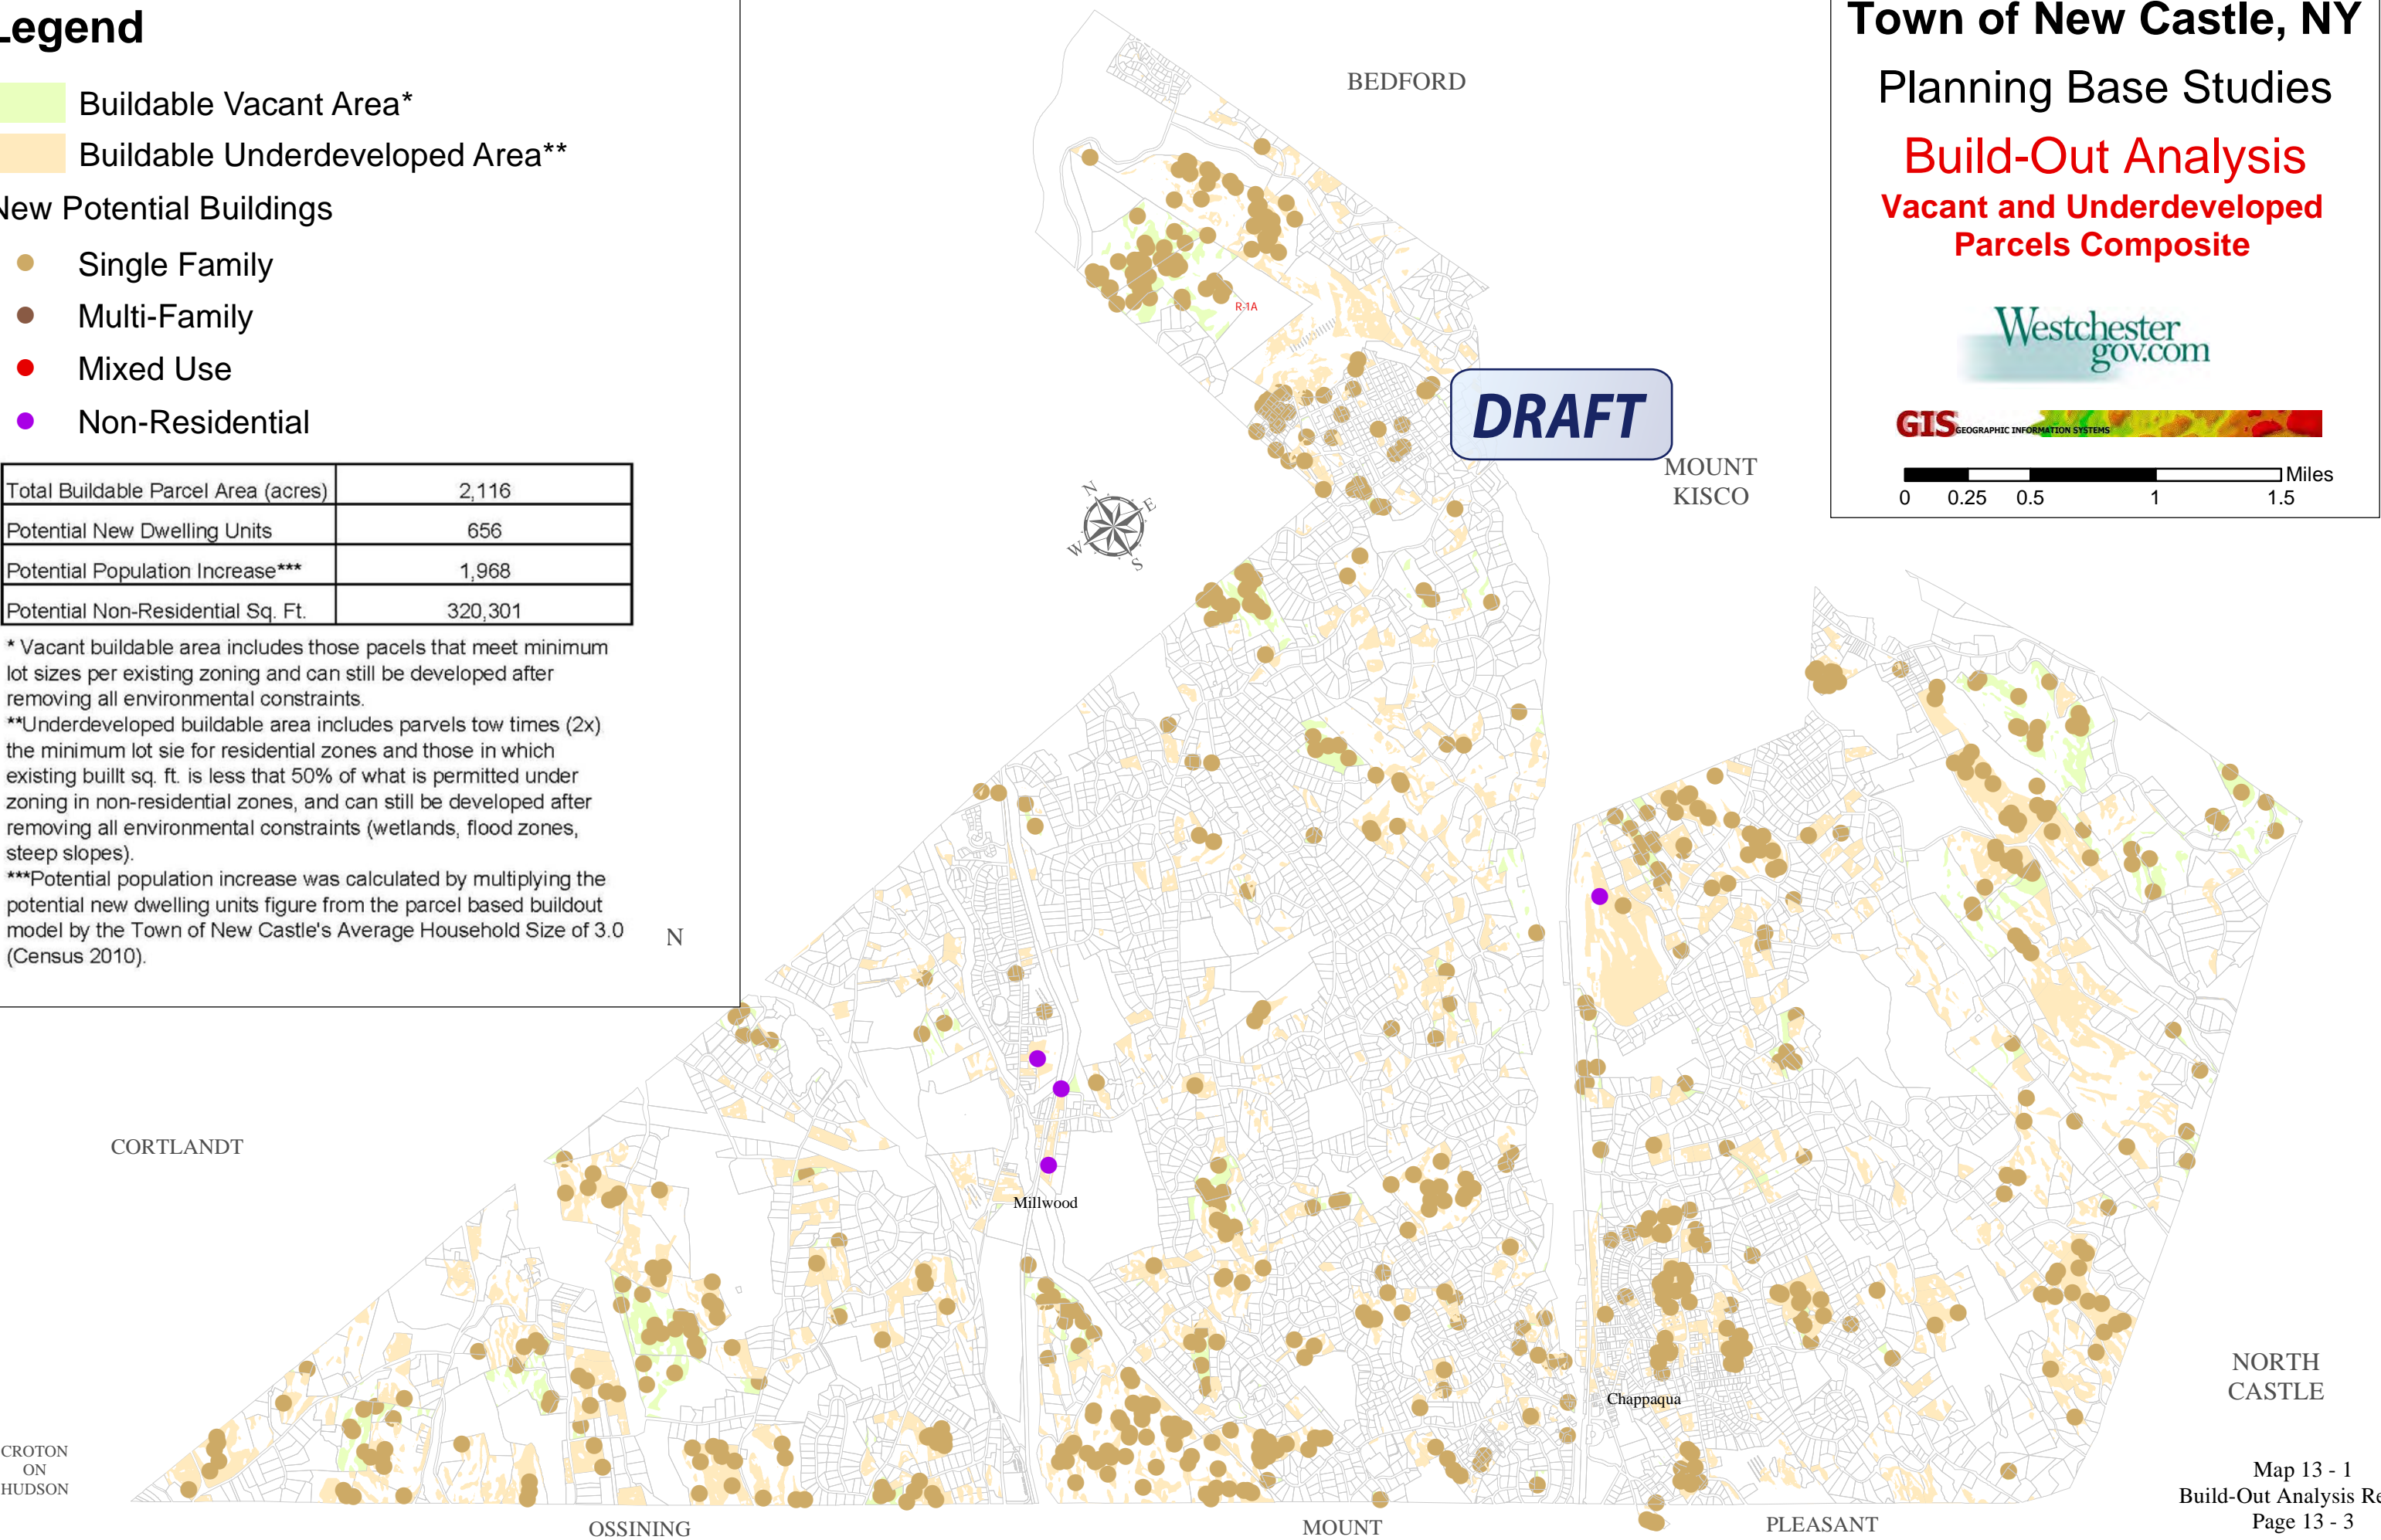 Legend
Buildable Vacant Area*
Buildable Underdeveloped Area**
New Potential Buildings
Single Family
Multi-Family
Mixed Use
Non-Residential
Total Buildable Parcel Area (acres) 2,116
Potential New Dwelling Units 656
Potential Population Increase*** 1,968
Potential Non-Residential Sq. Ft. 320,301
* Vacant buildable area includes those pacels that meet minimum
lot sizes per existing zoning and can still be developed after
removing all environmental constraints.
**Underdeveloped buildable area includes parvels tow times (2x)
the minimum lot sie for residential zones and those in which
existing buillt sq. ft. is less that 50% of what is permitted under
zoning in non-residential zones, and can still be developed after
removing all environmental constraints (wetlands, flood zones,
steep slopes).
***Potential population increase was calculated by multiplying the
potential new dwelling units figure from the parcel based buildout
model by the Town of New Castle's Average Household Size of 3.0
(Census 2010).
N
Town of New Castle, NY
Planning Base Studies
Build-Out Analysis
Vacant and Underdeveloped
Parcels Composite
Westchester
gov.com
GIS GEOGRAPHIC INFORMATION SYSTEMS
Miles
0 0.25 0.5 1 1.5
BEDFORD
R-1A
DRAFT
MOUNT
KISCO
N
E
W
S
CORTLANDT
Millwood
Chappaqua
NORTH
CASTLE
CROTON
ON
HUDSON
OSSINING
MOUNT
PLEASANT
Map 13 - 1
Build-Out Analysis Re
Page 13 - 3